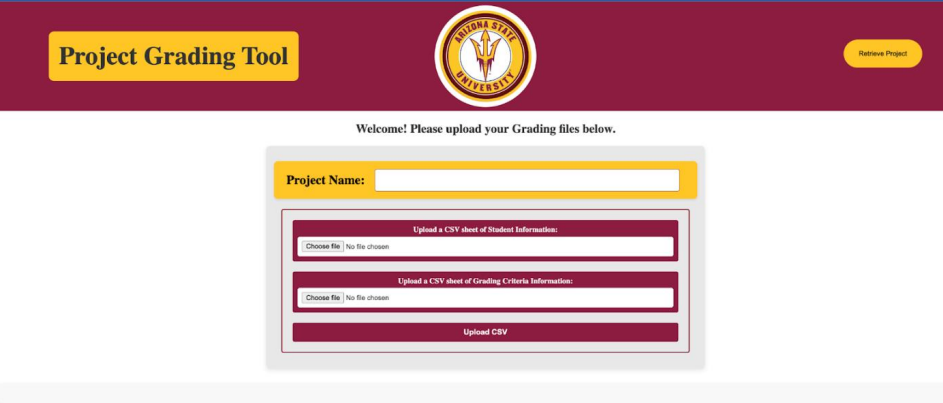 Project Grading Tool
ARIZONA STATE
UNIVERSITY
Retrieve Project
Welcome! Please upload your Grading files below.
Project Name:
Upload a CSV sheet of Student Information:
Choose file No file chosen
Upload a CSV sheet of Grading Criteria Information:
Choose file No file chosen
Upload CSV